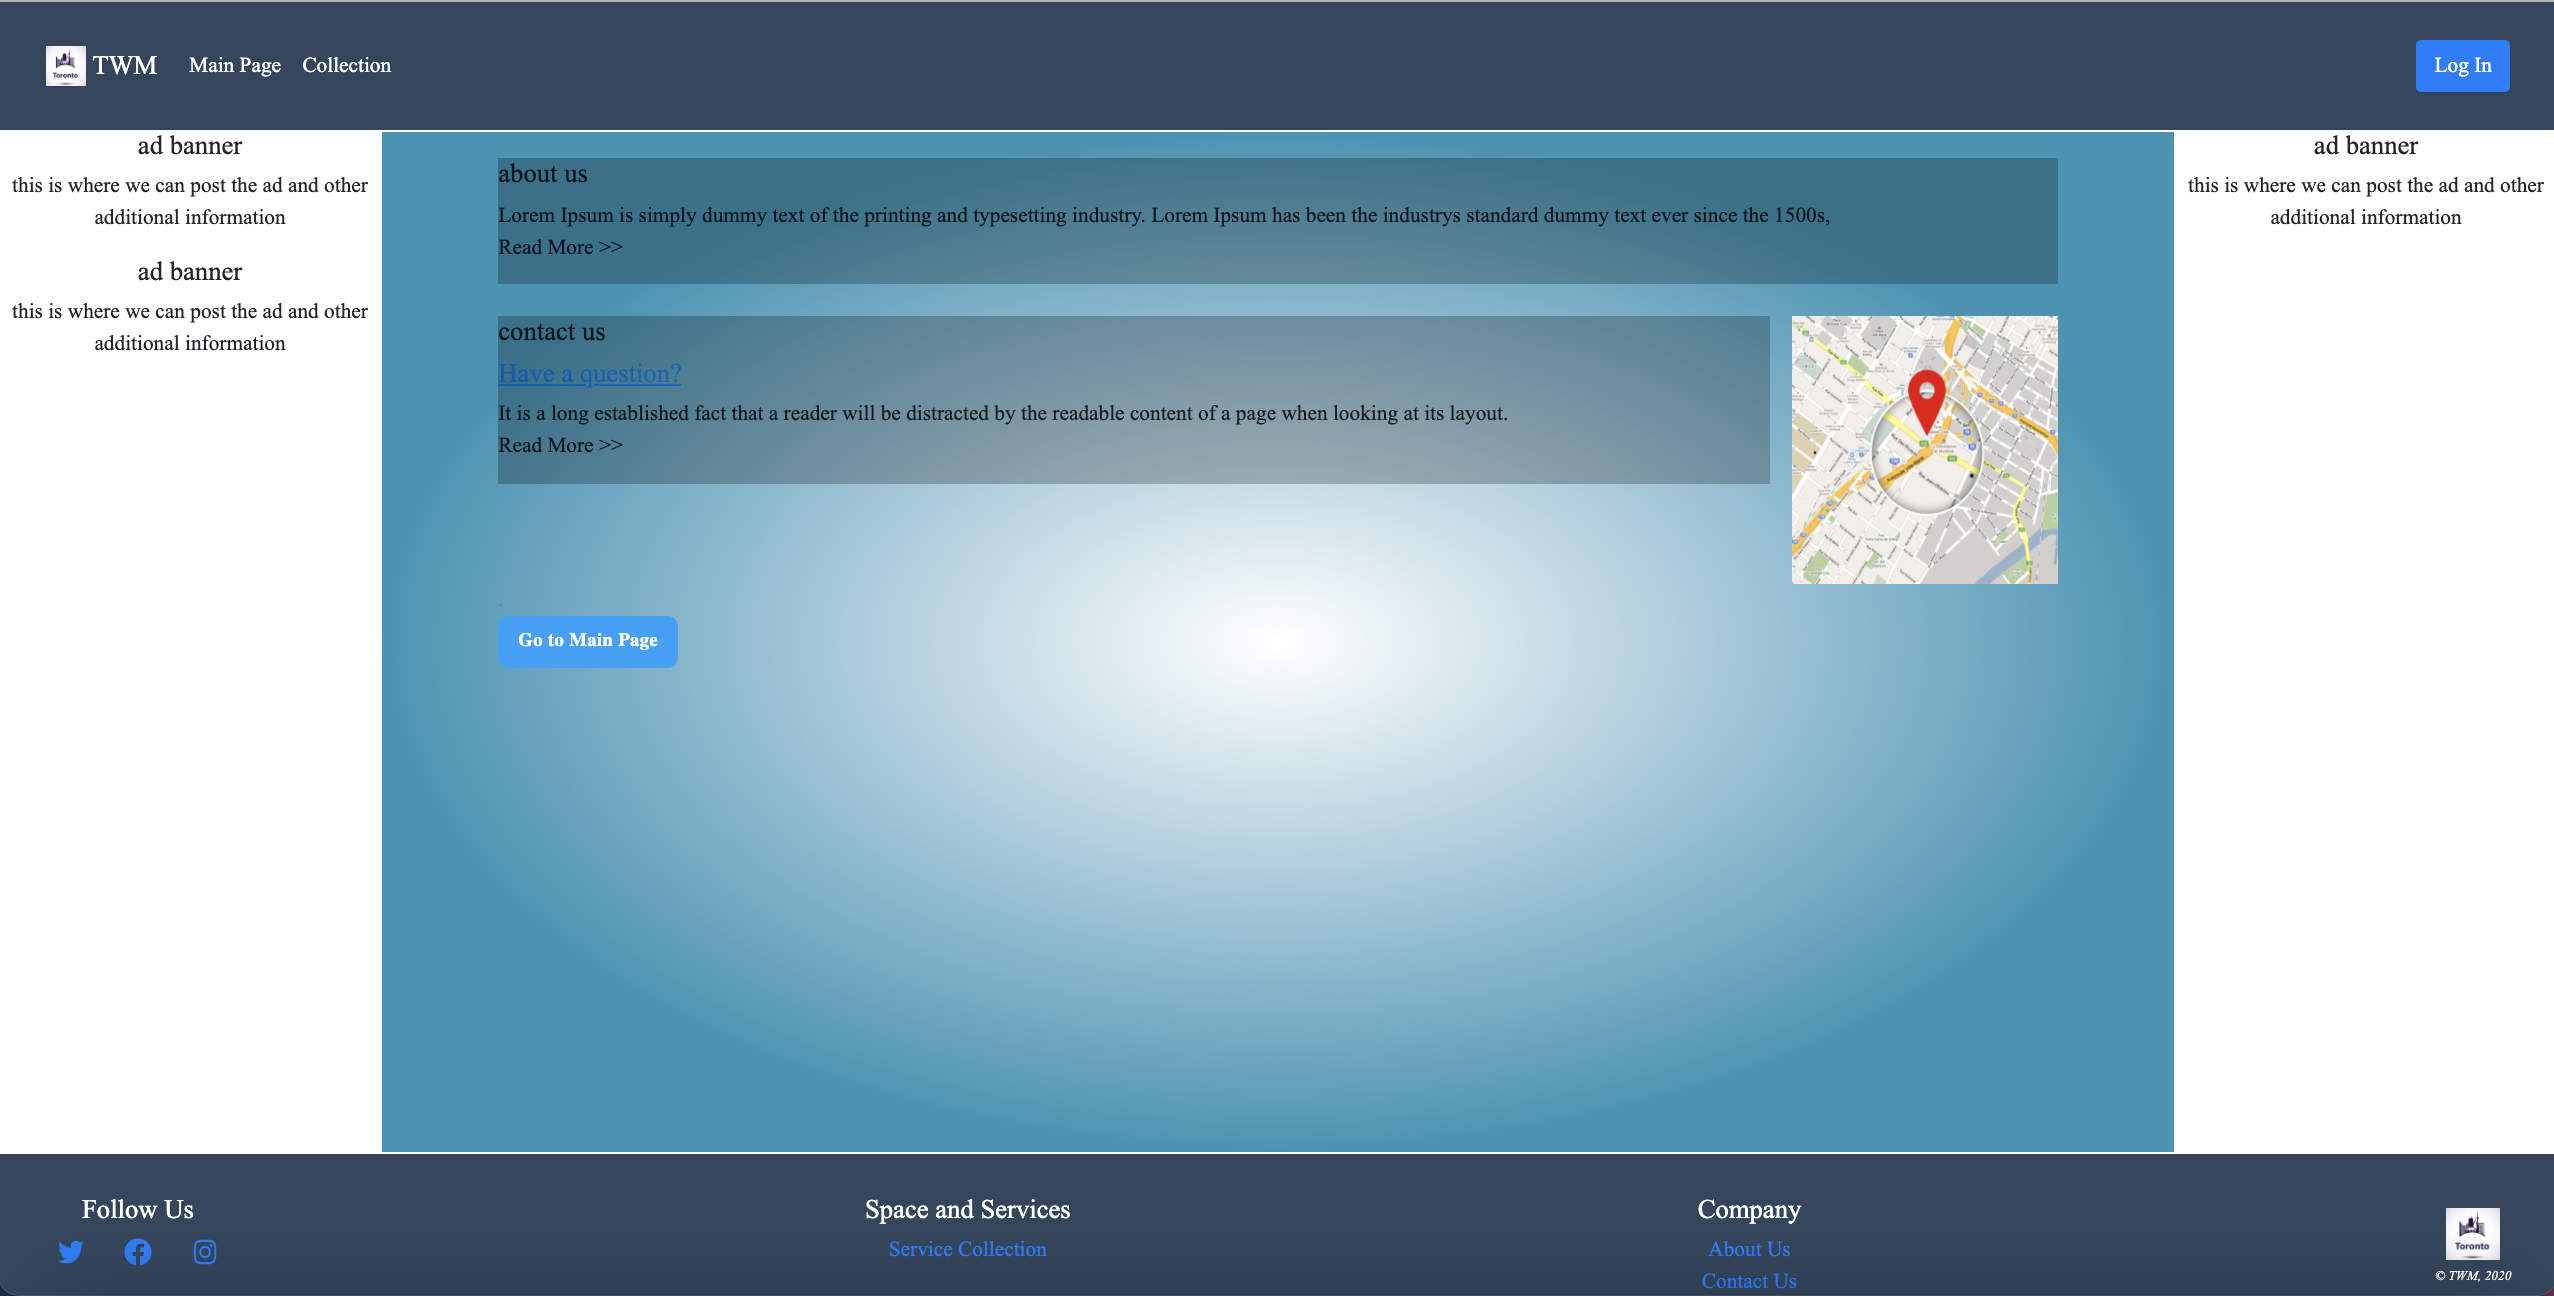 Toronto TWM Main Page Collection Log In
ad banner
this is where we can post the ad and other
additional information
ad banner
this is where we can post the ad and other
additional information
about us
Lorem Ipsum is simply dummy text of the printing and typesetting industry. Lorem Ipsum has been the industrys standard dummy text ever since the 1500s,
Read More >>
contact us
Have a question?
It is a long established fact that a reader will be distracted by the readable content of a page when looking at its layout.
Read More >>
Go to Main Page
ad banner
this is where we can post the ad and other
additional information
Follow Us
Space and Services
Service Collection
Company
About Us
Contact Us
Toronto
© TWM, 2020